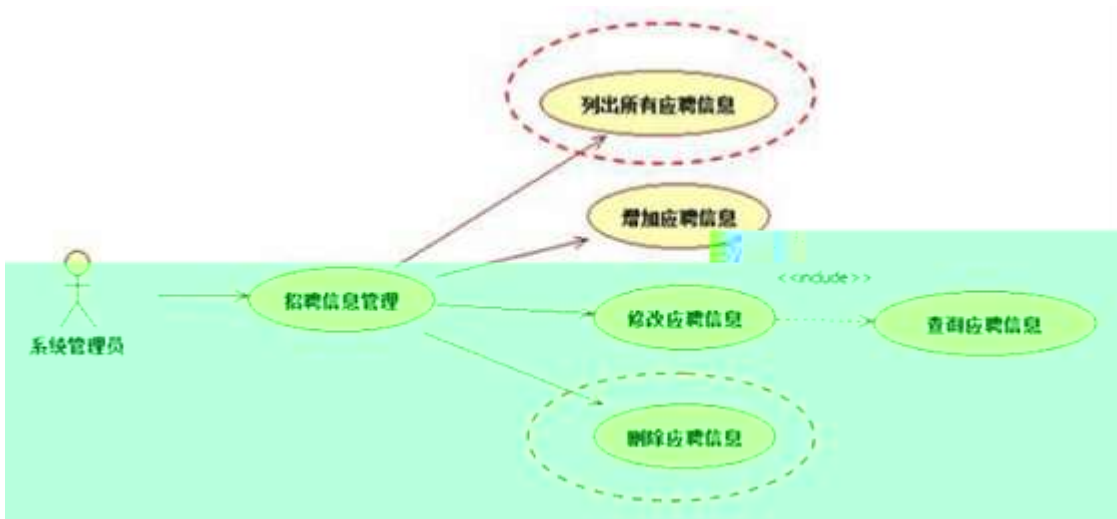 列出所有应聘信息
增加应聘信息
<<include>>
招聘信息管理
修改应聘信息
查询应聘信息
系统管理员
删除应聘信息